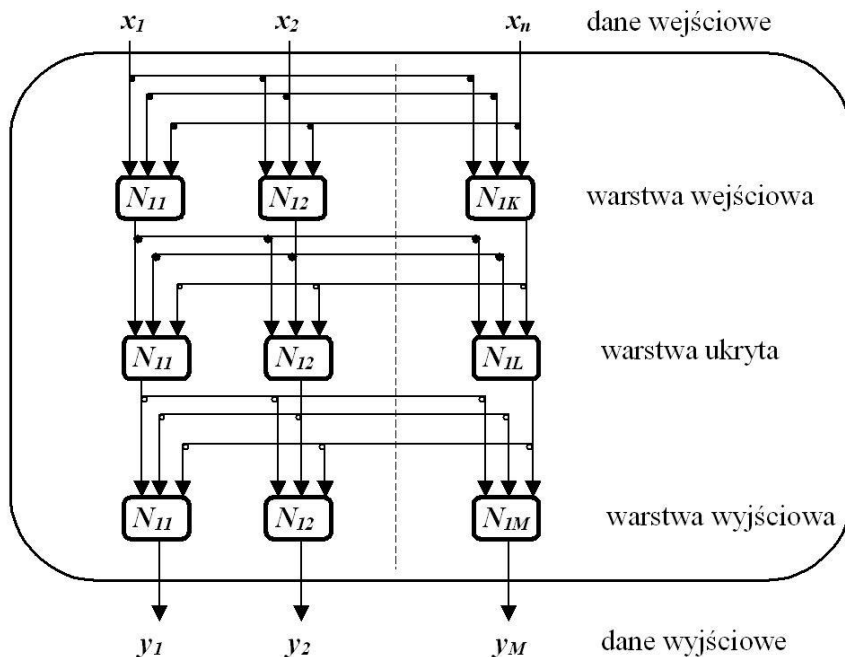 x1 x2 xn dane wejściowe
N11 N12 N1K warstwa wejściowa
N11 N12 N1L warstwa ukryta
N11 N12 N1M warstwa wyjściowa
y1 y2 yM dane wyjściowe